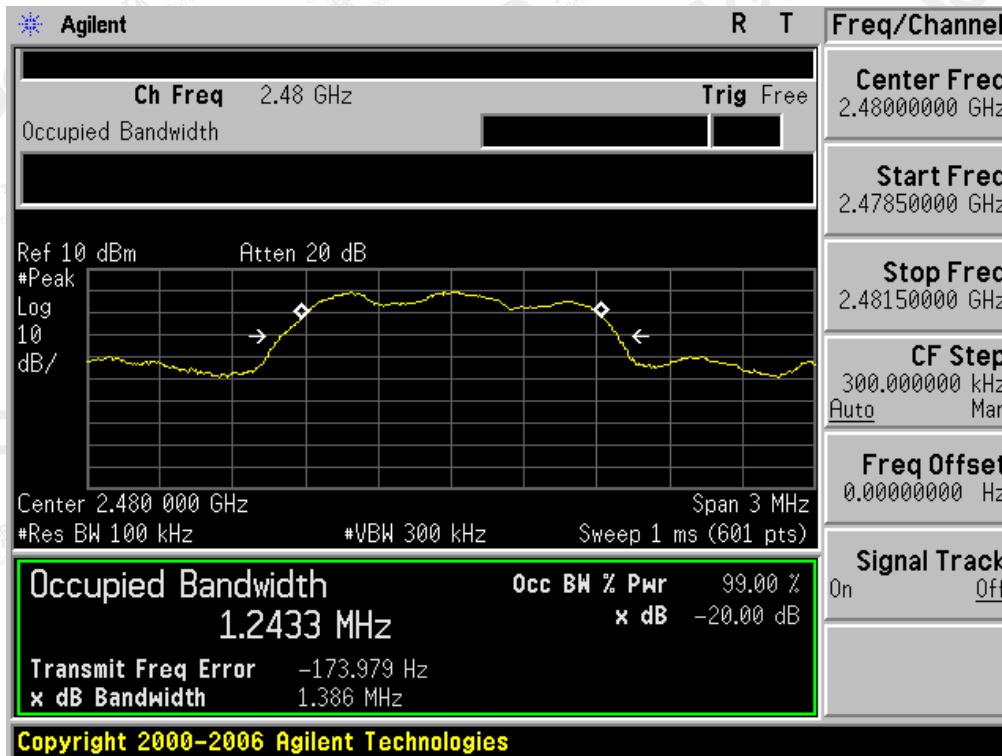 Agilent R T Freq/Channel
Ch Freq 2.48 GHz Trig Free
Occupied Bandwidth
Center Freq
2.48000000 GHz
Start Freq
2.47850000 GHz
Stop Freq
2.48150000 GHz
CF Step
300.000000 kHz
Auto Man
Freq Offset
0.00000000 Hz
Signal Track
On Off
Ref 10 dBm Atten 20 dB
#Peak
Log
10
dB/
Center 2.480 000 GHz Span 3 MHz
#Res BW 100 kHz #VBW 300 kHz Sweep 1 ms (601 pts)
Occupied Bandwidth Occ BW % Pwr 99.00 %
1.2433 MHz x dB -20.00 dB
Transmit Freq Error -173.979 Hz
x dB Bandwidth 1.386 MHz
Copyright 2000-2006 Agilent Technologies